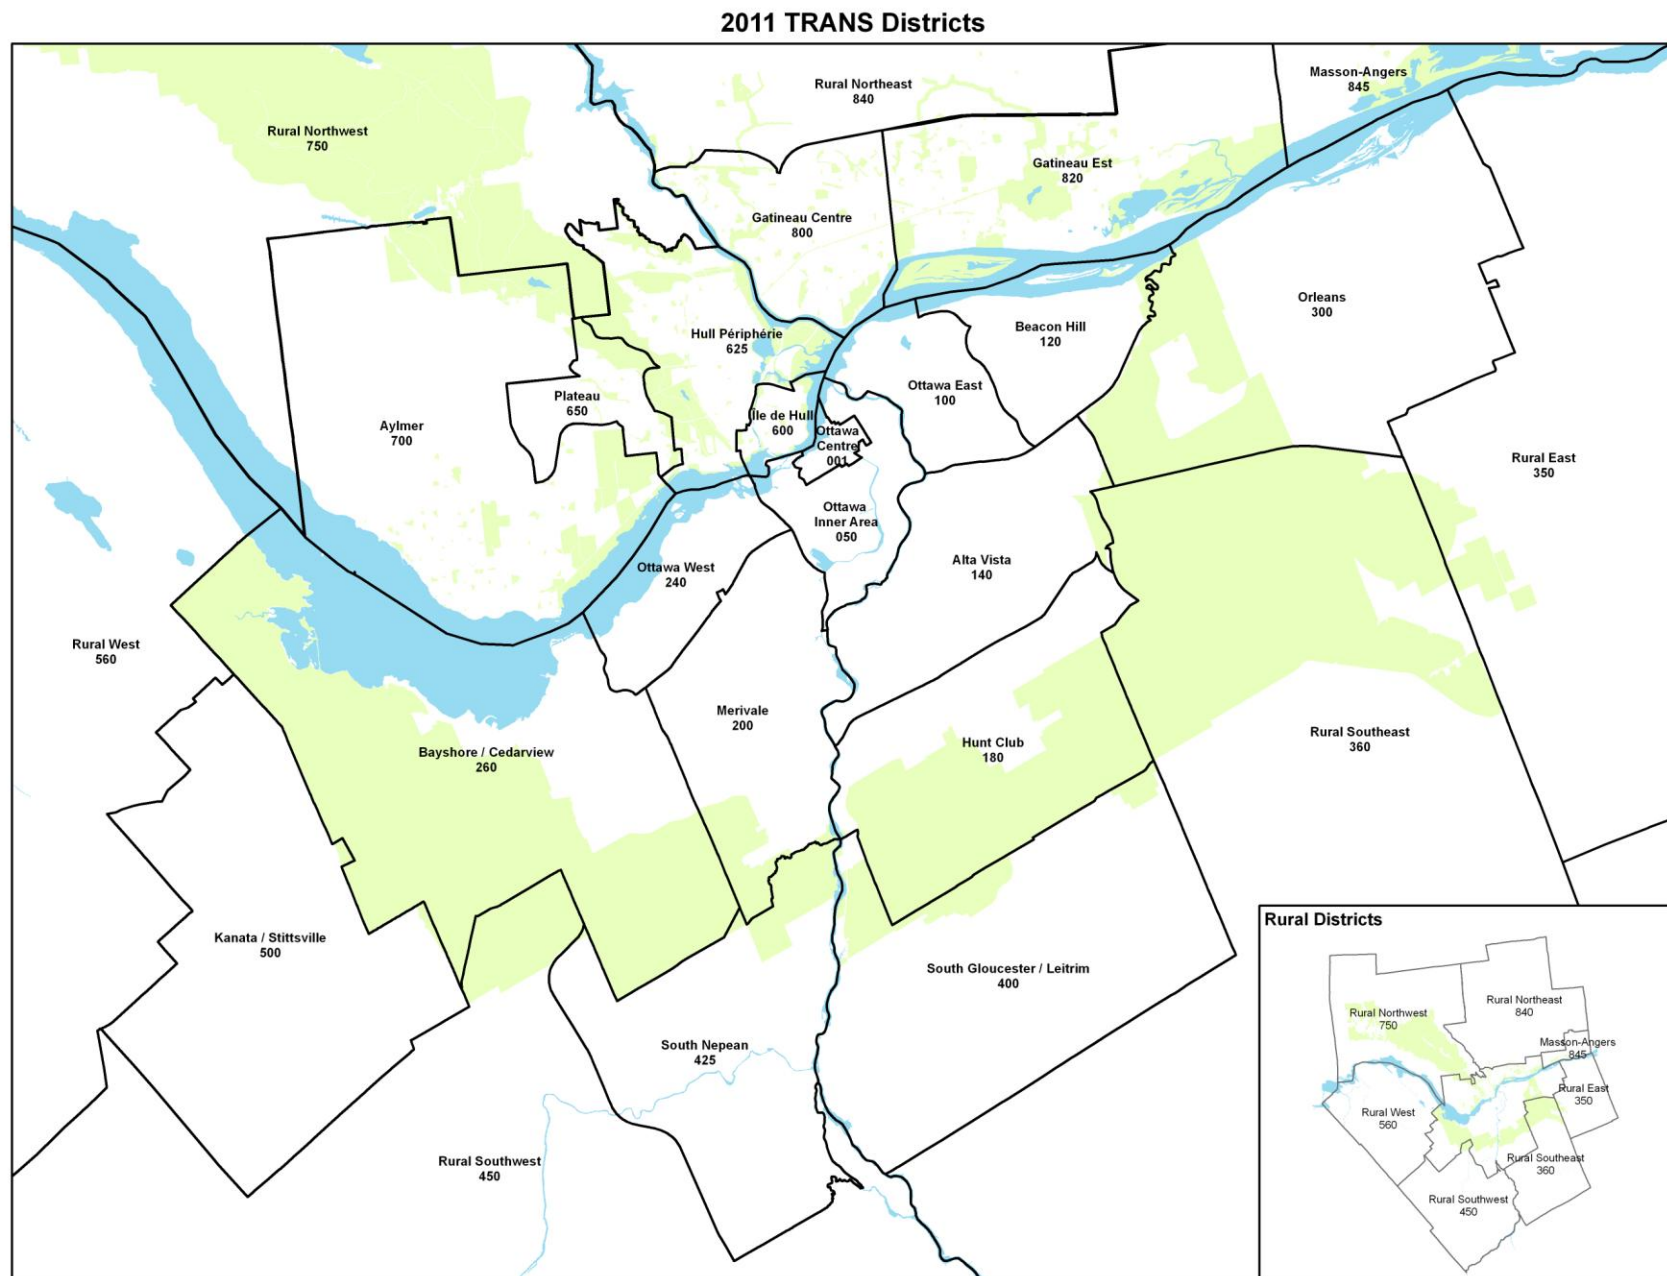 2011 TRANS Districts
Rural Northeast
840
Masson-Angers
845
Rural Northwest
750
Gatineau Est
820
Gatineau Centre
800
Orleans
300
Beacon Hill
120
Hull Périphérie
625
Ottawa East
100
Plateau
650
Île de Hull
600
Aylmer
700
Ottawa
Centre
001
Rural East
350
Ottawa
Inner Area
050
Alta Vista
140
Ottawa West
240
Rural West
560
Merivale
200
Rural Southeast
360
Hunt Club
180
Bayshore / Cedarview
260
Kanata / Stittsville
500
South Gloucester / Leitrim
400
South Nepean
425
Rural Southwest
450
Rural Districts
Rural Northeast
840
Rural Northwest
750
Masson-Angers
845
Rural East
350
Rural West
560
Rural Southeast
360
Rural Southwest
450